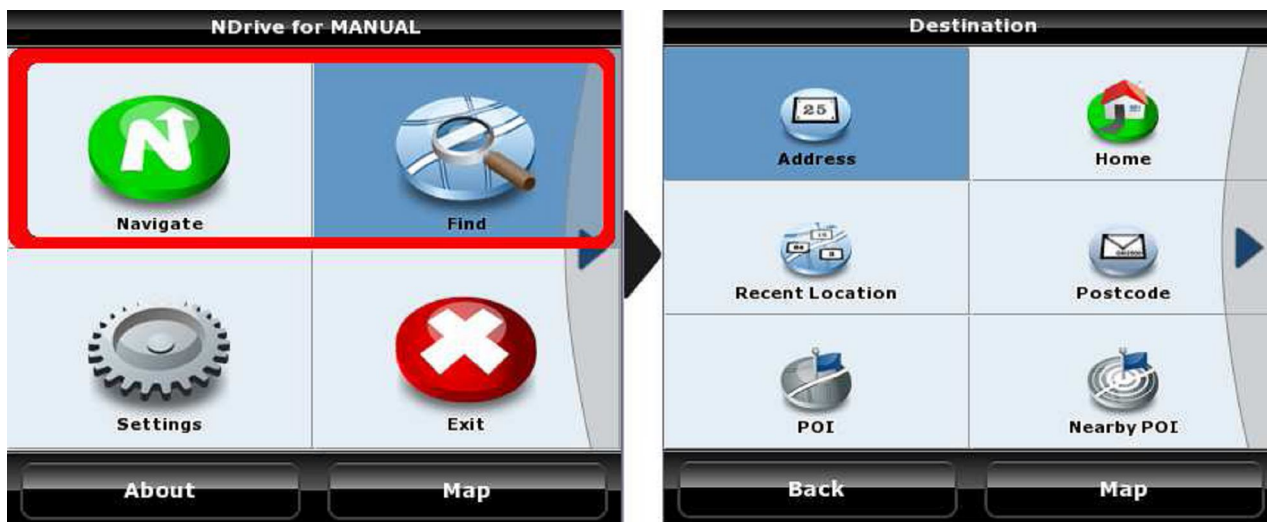 NDrive for MANUAL
Navigate
Find
Settings
Exit
About
Map
Destination
25
Address
Home
Recent Location
Postcode
POI
Nearby POI
Back
Map